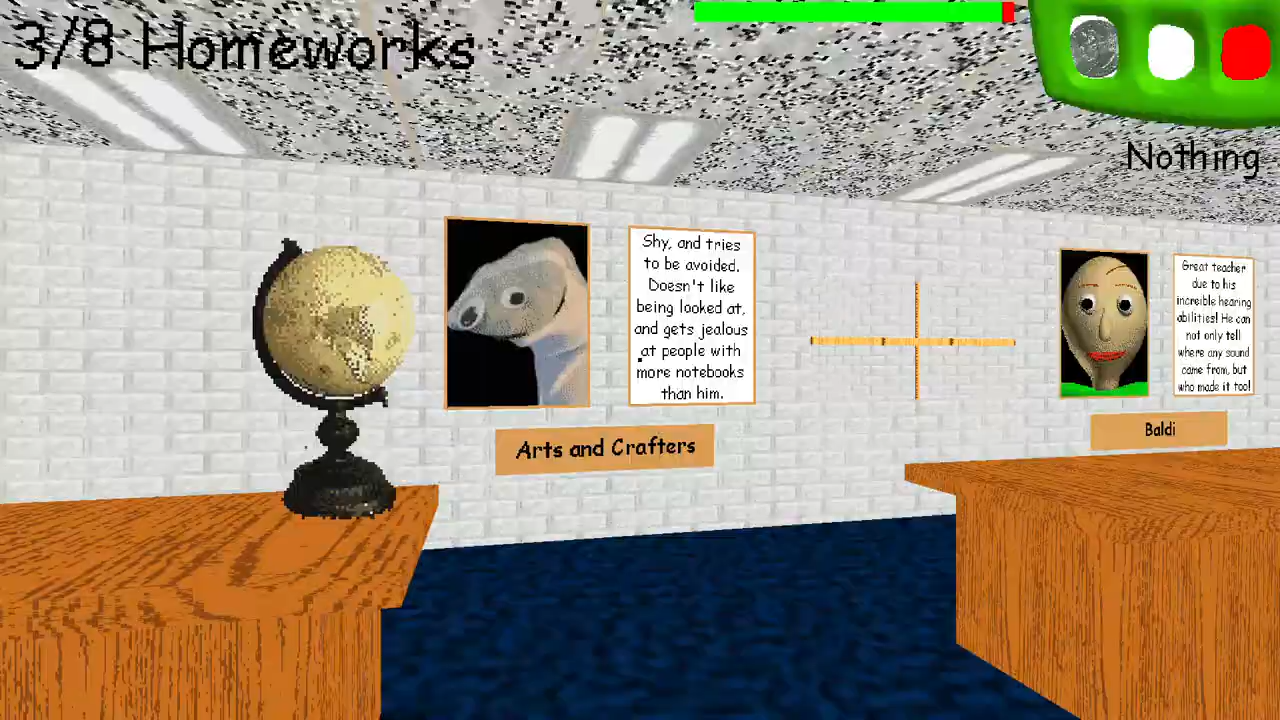 3/8 Homeworks
Nothing
Shy, and tries
to be avoided.
Doesn't like
being looked at,
and gets jealous
at people with
more notebooks
than him.
Arts and Crafters
Great teacher
due to his
increible hearing
abilities! He can
not only tell
where any sound
came from, but
who made it too!
Baldi